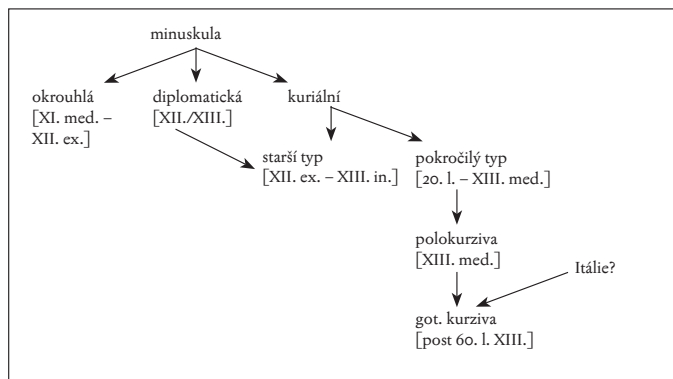 minuskula
okrouhlá
[XI. med. –
XII. ex.]
diplomatická
[XII./XIII.]
kuriální
starší typ
[XII. ex. – XIII. in.]
pokročilý typ
[20. l. – XIII. med.]
polokurziva
[XIII. med.]
Itálie?
got. kurziva
[post 60. l. XIII.]